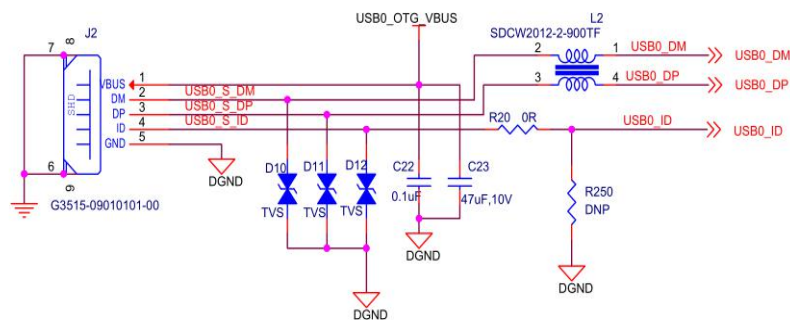 USB0_OTG_VBUS
L2
SDCW2012-2-900TF
J2
7
8
VBUS
1
2
1
USB0_DM
USB0_DM
DM
2
USB0_S_DM
DP
3
USB0_S_DP
3
4
USB0_DP
USB0_DP
SHD
ID
4
USB0_S_ID
R20
0R
USB0_ID
USB0_ID
GND
5
6
9
DGND
D10
D11
D12
C22
C23
0.1uF
47uF,10V
R250
DNP
G3515-09010101-00
TVS
TVS
TVS
DGND
DGND
DGND